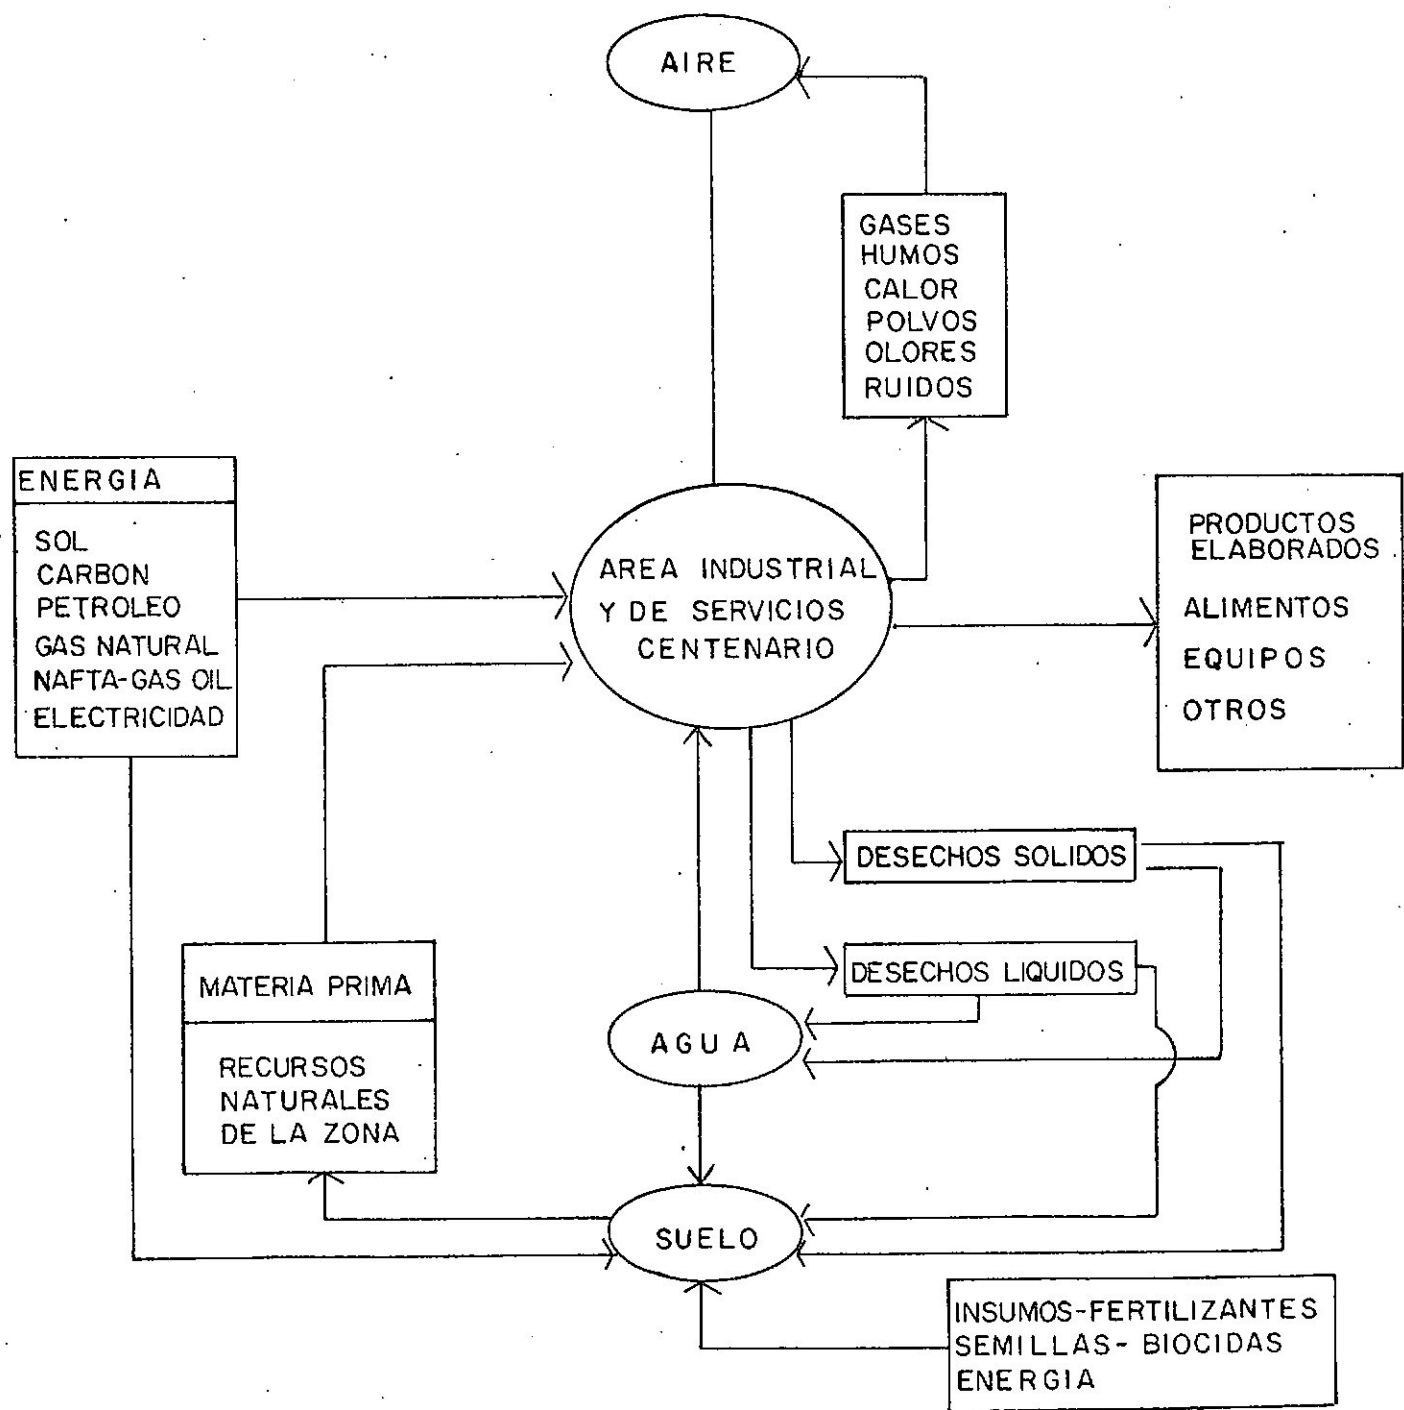 AIRE
GASES
HUMOS
CALOR
POLVOS
OLORES
RUIDOS
ENERGIA
SOL
CARBON
PETROLEO
GAS NATURAL
NAFTA-GAS OIL
ELECTRICIDAD
AREA INDUSTRIAL
Y DE SERVICIOS
CENTENARIO
PRODUCTOS
ELABORADOS
ALIMENTOS
EQUIPOS
OTROS
DESECHOS SOLIDOS
DESECHOS LIQUIDOS
MATERIA PRIMA
RECURSOS
NATURALES
DE LA ZONA
AGUA
SUELO
INSUMOS-FERTILIZANTES
SEMILLAS-BIOCIDAS
ENERGIA